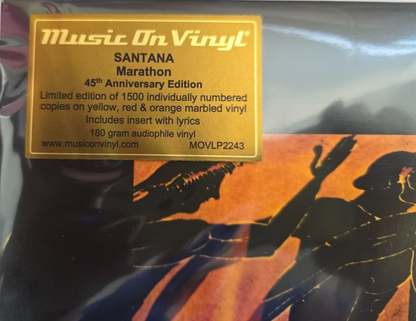 Music On Vinyl®
SANTANA
Marathon
45th Anniversary Edition
Limited edition of 1500 individually numbered
copies on yellow, red & orange marbled vinyl
Includes insert with lyrics
180 gram audiophile vinyl
www.musiconvinyl.com MOVLP2243